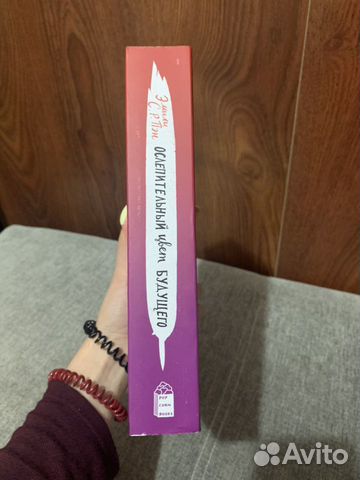 Эмили
С.Р. Пэн
ОСЛЕПИТЕЛЬНЫЙ цвет БУДУЩЕГО
POP
CORN
BOOKS
Avito